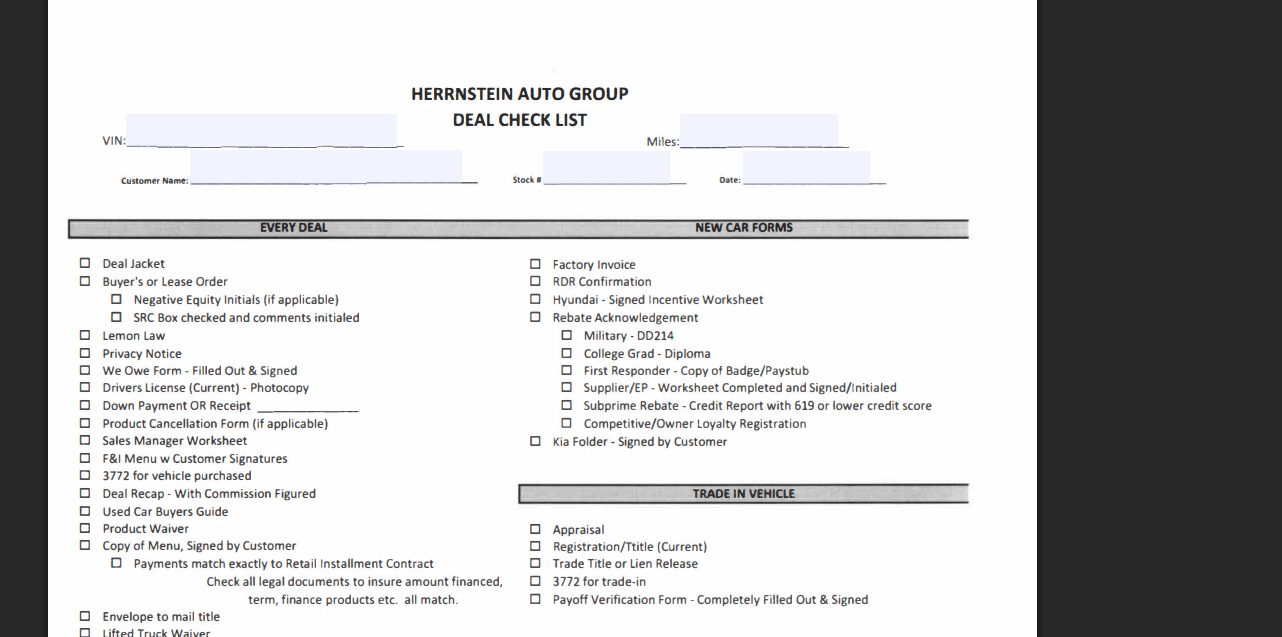 HERRNSTEIN AUTO GROUP
DEAL CHECK LIST
VIN:
Miles:
Customer Name:
Stock #
Date:
EVERY DEAL
Deal Jacket
Buyer's or Lease Order
Negative Equity Initials (if applicable)
SRC Box checked and comments initialed
Lemon Law
Privacy Notice
We Owe Form - Filled Out & Signed
Drivers License (Current) - Photocopy
Down Payment OR Receipt
Product Cancellation Form (if applicable)
Sales Manager Worksheet
F&I Menu w Customer Signatures
3772 for vehicle purchased
Deal Recap - With Commission Figured
Used Car Buyers Guide
Product Waiver
Copy of Menu, Signed by Customer
Payments match exactly to Retail Installment Contract
Check all legal documents to insure amount financed,
term, finance products etc. all match.
Envelope to mail title
Lifted Truck Waiver
NEW CAR FORMS
Factory Invoice
RDR Confirmation
Hyundai - Signed Incentive Worksheet
Rebate Acknowledgement
Military - DD214
College Grad - Diploma
First Responder - Copy of Badge/Paystub
Supplier/EP - Worksheet Completed and Signed/Initialed
Subprime Rebate - Credit Report with 619 or lower credit score
Competitive/Owner Loyalty Registration
Kia Folder - Signed by Customer
TRADE IN VEHICLE
Appraisal
Registration/Ttitle (Current)
Trade Title or Lien Release
3772 for trade-in
Payoff Verification Form - Completely Filled Out & Signed